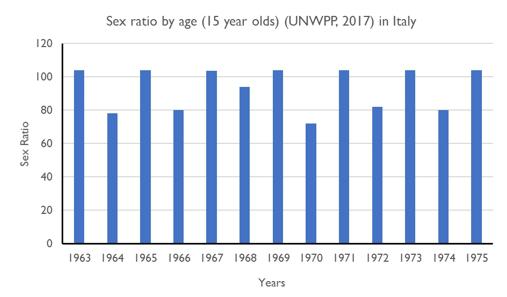 Sex ratio by age (15 year olds) (UNWPP, 2017) in Italy
120
100
80
60
40
20
0
Sex Ratio
1963 1964 1965 1966 1967 1968 1969 1970 1971 1972 1973 1974 1975
Years